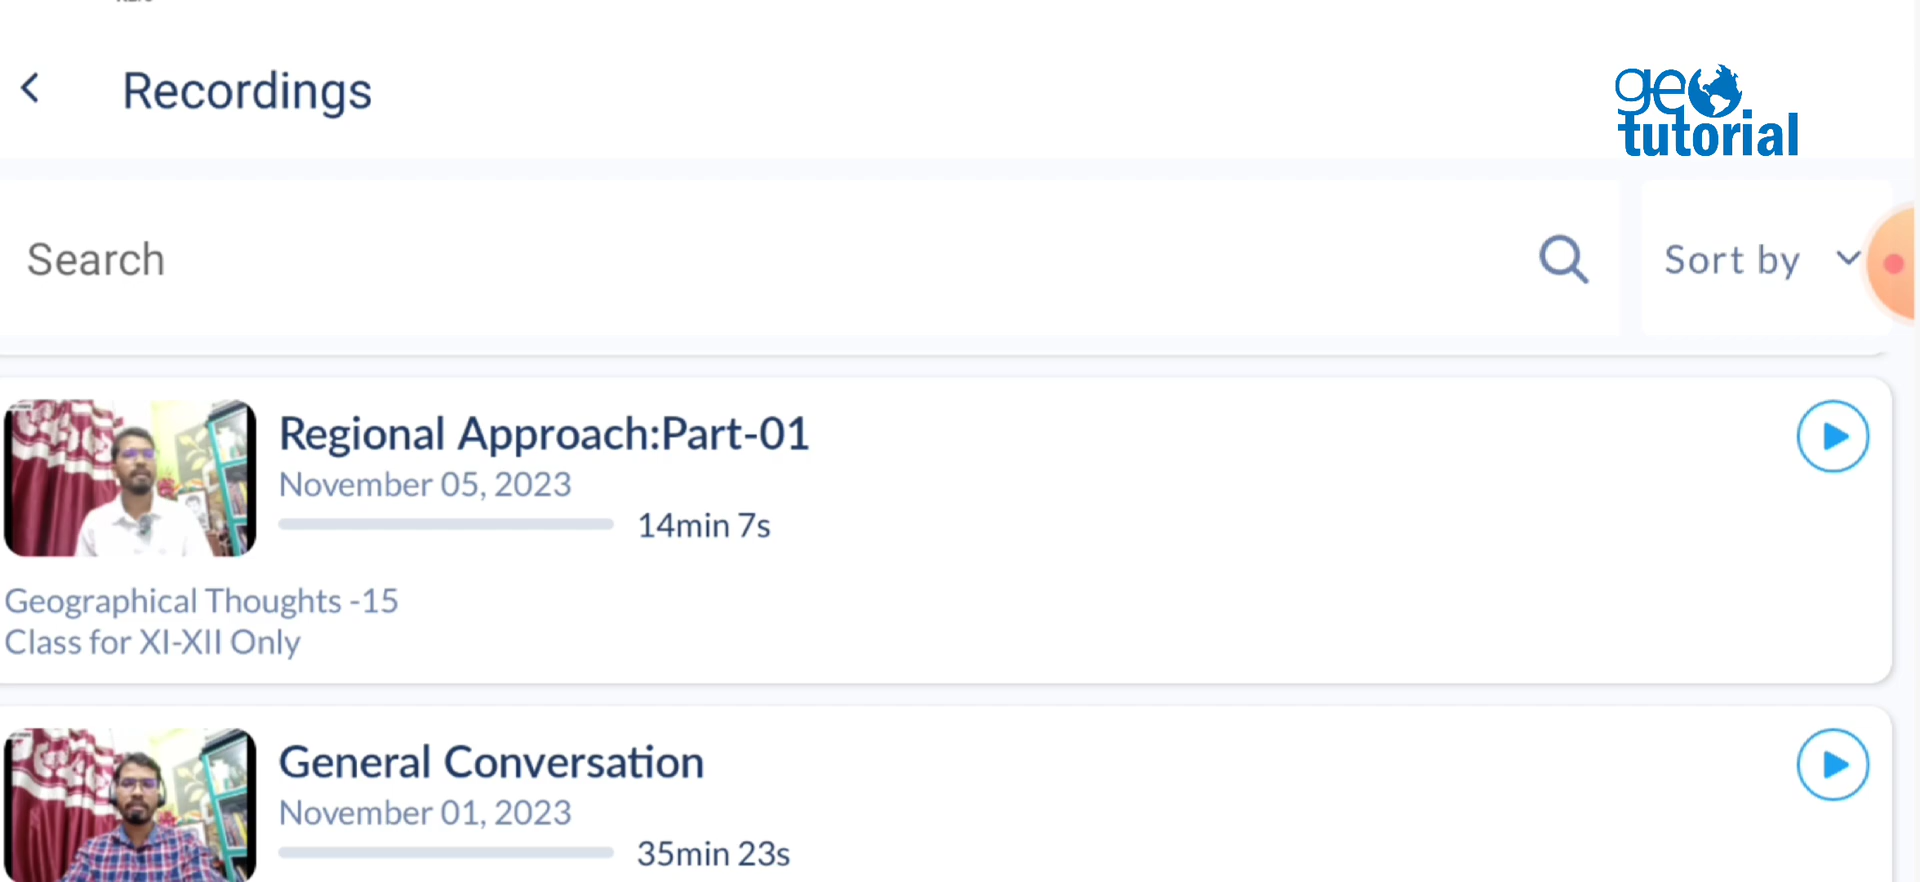 Recordings
geo
tutorial
Search
Sort by
Regional Approach:Part-01
November 05, 2023
14min 7s
Geographical Thoughts -15
Class for XI-XII Only
General Conversation
November 01, 2023
35min 23s